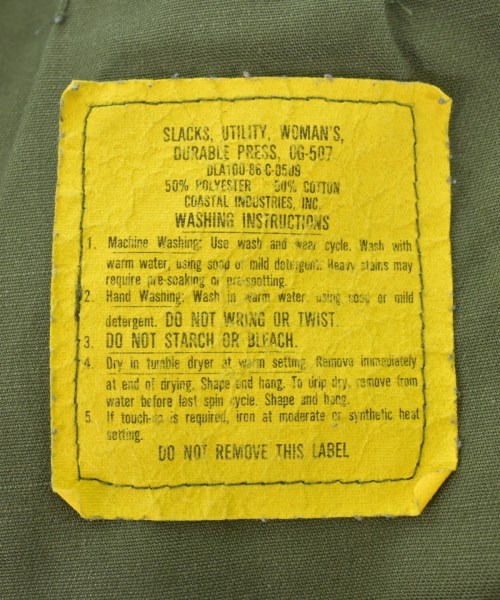 SLACKS, UTILITY, WOMAN'S,
DURABLE PRESS, OG-507
DLA100-86-C-0509
50% POLYESTER 50% COTTON
COASTAL INDUSTRIES, INC.
WASHING INSTRUCTIONS
1. Machine Washing: Use wash and wear cycle. Wash with
warm water, using soap or mild detergent. Heavy stains may
require pre-soaking or pre-spotting.
2. Hand Washing: Wash in warm water, using soap or mild
detergent. DO NOT WRING OR TWIST.
3. DO NOT STARCH OR BLEACH.
4. Dry in tumble dryer at warm setting. Remove immediately
at end of drying. Shape and hang. To drip dry, remove from
water before last spin cycle. Shape and hang.
5. If touch-up is required, iron at moderate or synthetic heat
setting.
DO NOT REMOVE THIS LABEL